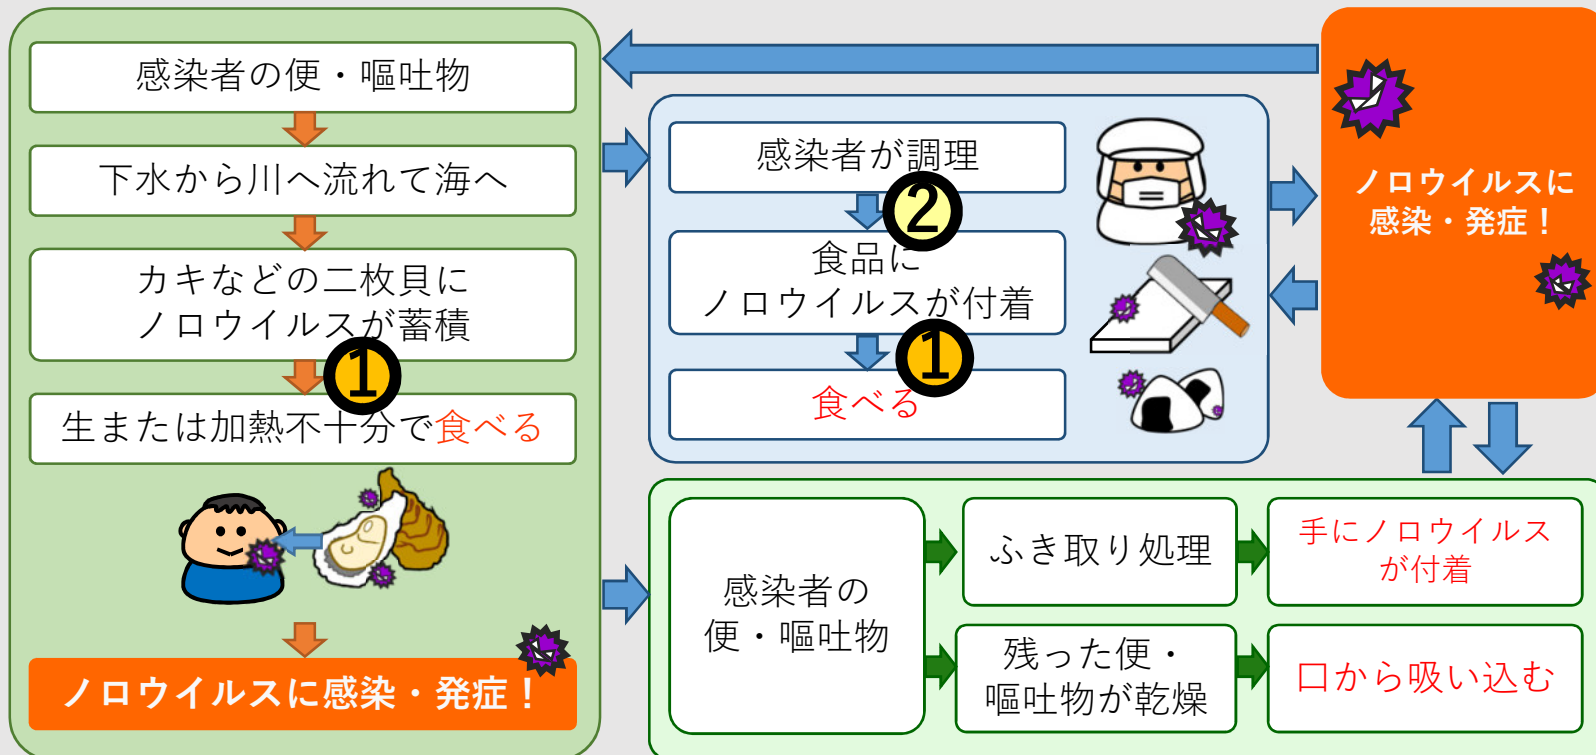 感染者の便・嘔吐物
下水から川へ流れて海へ
カキなどの二枚貝に
ノロウイルスが蓄積
1
生または加熱不十分で食べる
ノロウイルスに感染・発症！
感染者が調理
2
食品に
ノロウイルスが付着
1
食べる
ノロウイルスに
感染・発症！
感染者の
便・嘔吐物
ふき取り処理
手にノロウイルス
が付着
残った便・
嘔吐物が乾燥
口から吸い込む